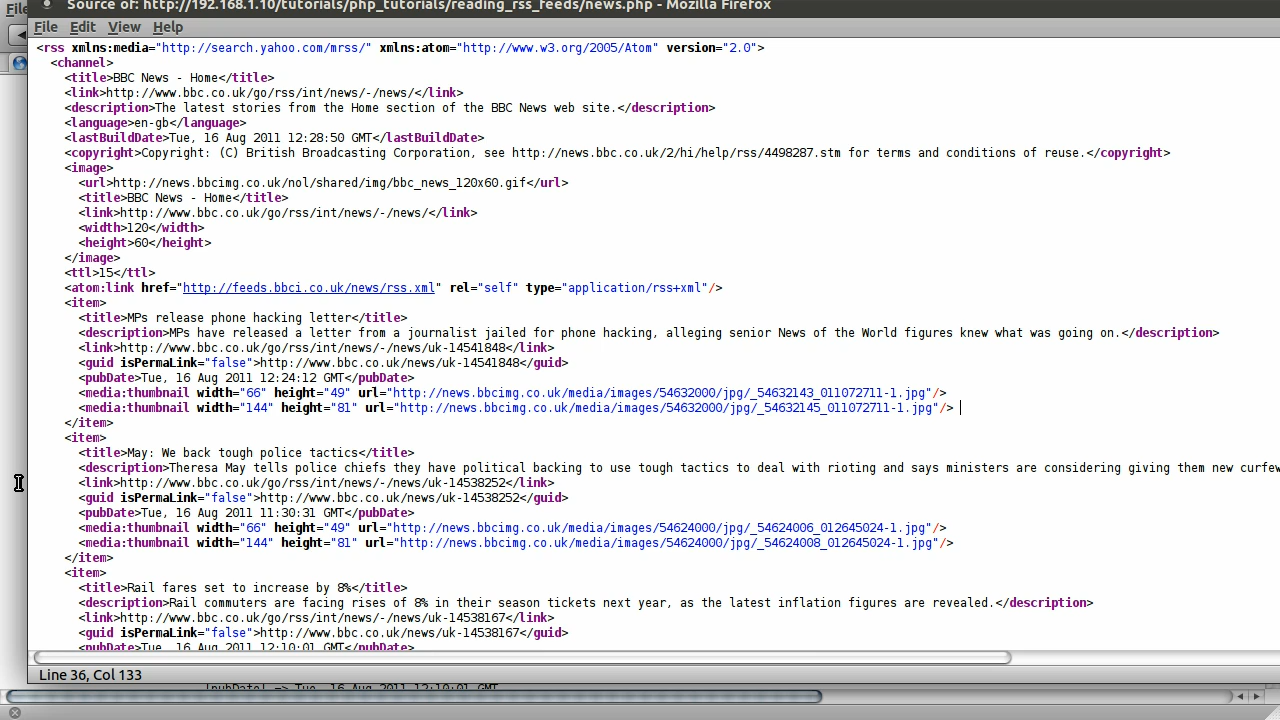 Source of: http://192.168.1.10/tutorials/php_tutorials/reading_rss_feeds/news.php - Mozilla Firefox
File
File Edit View Help
<rss xmlns:media="http://search.yahoo.com/mrss/" xmlns:atom="http://www.w3.org/2005/Atom" version="2.0">
<channel>
<title>BBC News - Home</title>
<link>http://www.bbc.co.uk/go/rss/int/news/-/news/</link>
<description>The latest stories from the Home section of the BBC News web site.</description>
<language>en-gb</language>
<lastBuildDate>Tue, 16 Aug 2011 12:28:50 GMT</lastBuildDate>
<copyright>Copyright: (C) British Broadcasting Corporation, see http://news.bbc.co.uk/2/hi/help/rss/4498287.stm for terms and conditions of reuse.</copyright>
<image>
<url>http://news.bbcimg.co.uk/nol/shared/img/bbc_news_120x60.gif</url>
<title>BBC News - Home</title>
<link>http://www.bbc.co.uk/go/rss/int/news/-/news/</link>
<width>120</width>
<height>60</height>
</image>
<ttl>15</ttl>
<atom:link href="http://feeds.bbci.co.uk/news/rss.xml" rel="self" type="application/rss+xml"/>
<item>
<title>MPs release phone hacking letter</title>
<description>MPs have released a letter from a journalist jailed for phone hacking, alleging senior News of the World figures knew what was going on.</description>
<link>http://www.bbc.co.uk/go/rss/int/news/-/news/uk-14541848</link>
<guid isPermaLink="false">http://www.bbc.co.uk/news/uk-14541848</guid>
<pubDate>Tue, 16 Aug 2011 12:24:12 GMT</pubDate>
<media:thumbnail width="66" height="49" url="http://news.bbcimg.co.uk/media/images/54632000/jpg/_54632143_011072711-1.jpg"/>
<media:thumbnail width="144" height="81" url="http://news.bbcimg.co.uk/media/images/54632000/jpg/_54632145_011072711-1.jpg"/>
</item>
<item>
<title>May: We back tough police tactics</title>
<description>Theresa May tells police chiefs they have political backing to use tough tactics to deal with rioting and says ministers are considering giving them new curfew
<link>http://www.bbc.co.uk/go/rss/int/news/-/news/uk-14538252</link>
<guid isPermaLink="false">http://www.bbc.co.uk/news/uk-14538252</guid>
<pubDate>Tue, 16 Aug 2011 11:30:31 GMT</pubDate>
<media:thumbnail width="66" height="49" url="http://news.bbcimg.co.uk/media/images/54624000/jpg/_54624006_012645024-1.jpg"/>
<media:thumbnail width="144" height="81" url="http://news.bbcimg.co.uk/media/images/54624000/jpg/_54624008_012645024-1.jpg"/>
</item>
<item>
<title>Rail fares set to increase by 8%</title>
<description>Rail commuters are facing rises of 8% in their season tickets next year, as the latest inflation figures are revealed.</description>
<link>http://www.bbc.co.uk/go/rss/int/news/-/news/uk-14538167</link>
<guid isPermaLink="false">http://www.bbc.co.uk/news/uk-14538167</guid>
<pubDate>Tue, 16 Aug 2011 12:10:01 GMT</pubDate>
Line 36, Col 133
[pubDate] => Tue, 16 Aug 2011 12:10:01 GMT